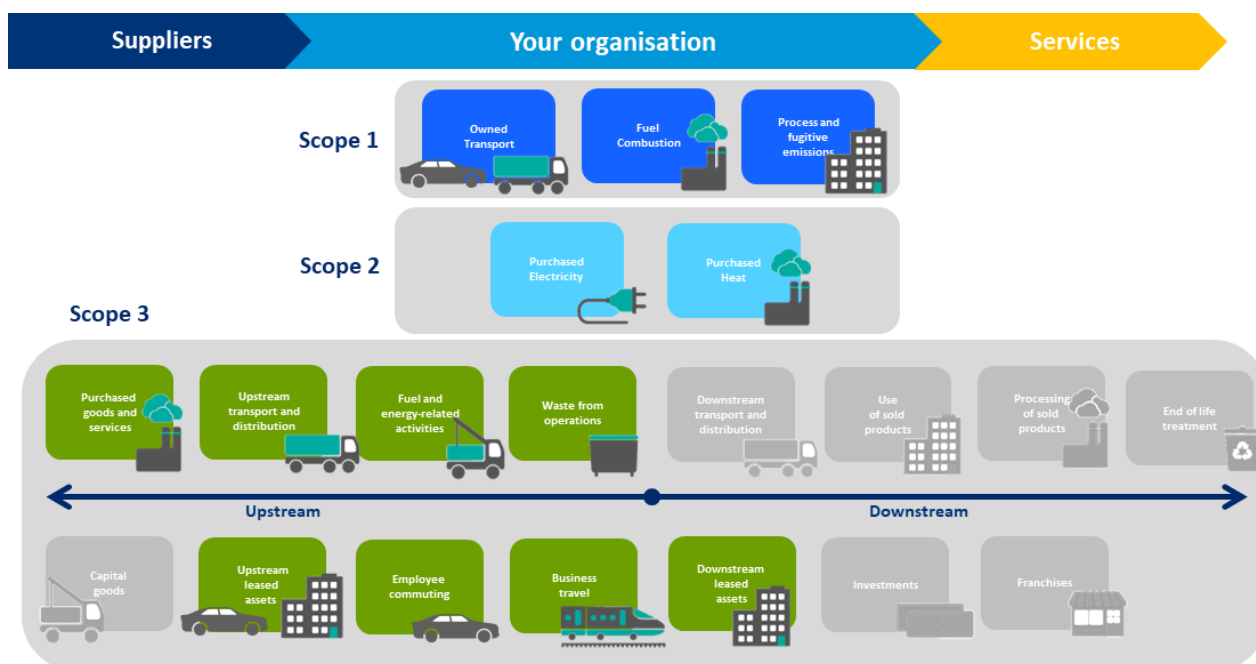 Suppliers
Your organisation
Services
Scope 1
Owned
Transport
Fuel
Combustion
Process and
fugitive
emissions
Scope 2
Purchased
Electricity
Purchased
Heat
Scope 3
Purchased
goods and
services
Upstream
transport and
distribution
Fuel and
energy-related
activities
Waste from
operations
Downstream
transport and
distribution
Use
of sold
products
Processing
of sold
products
End of life
treatment
Upstream
Downstream
Capital
goods
Upstream
leased
assets
Employee
commuting
Business
travel
Downstream
leased
assets
Investments
$
Franchises